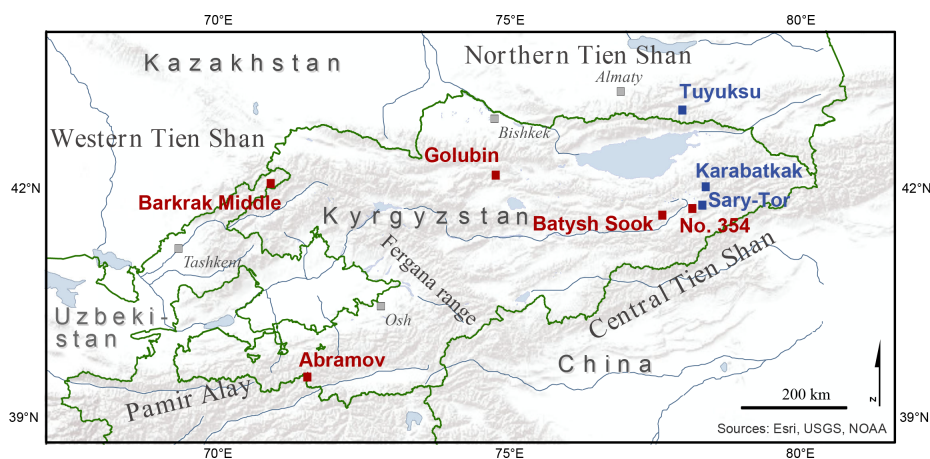 70°E
75°E
80°E
Kazakhstan
Northern Tien Shan
Almaty
Tuyuksu
Western Tien Shan
Bishkek
Golubin
42°N
42°N
Karabatkak
Barkrak Middle
Sary-Tor
Kyrgyzstan
Batysh Sook
No. 354
Tashkent
Fergana range
Central Tien Shan
Uzbeki-
stan
Osh
Abramov
China
Pamir Alay
200 km
N
39°N
39°N
Sources: Esri, USGS, NOAA
70°E
75°E
80°E